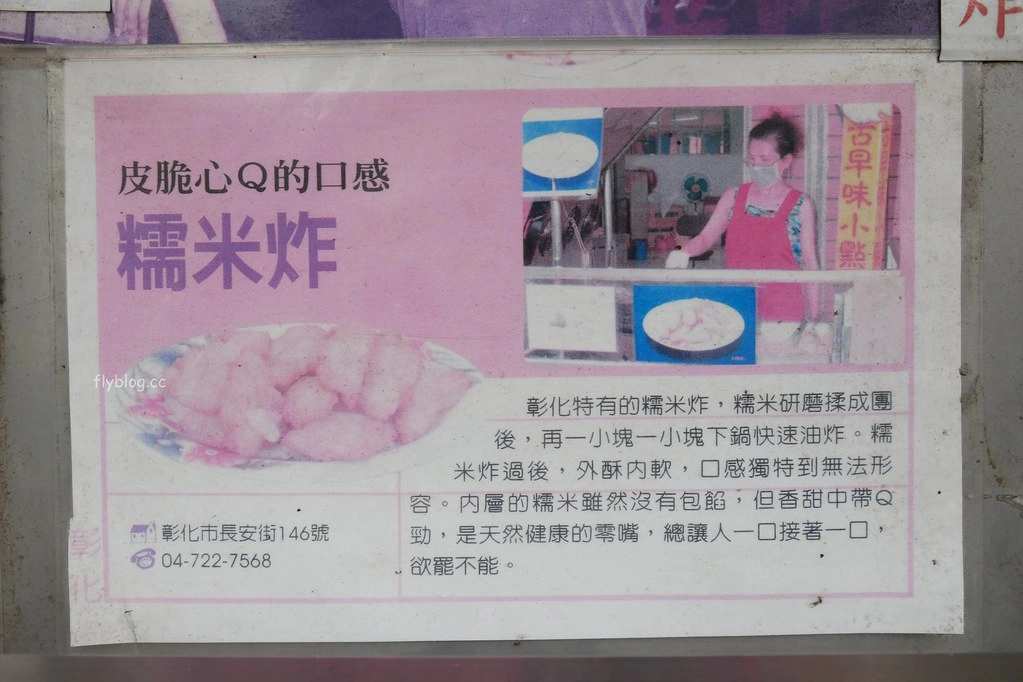 炸
皮脆心Q的口感
糯米炸
古早味小點
flyblog.cc
彰化特有的糯米炸，糯米研磨揉成團
後，再一小塊一小塊下鍋快速油炸。糯
米炸過後，外酥內軟，口感獨特到無法形
容。內層的糯米雖然沒有包餡，但香甜中帶Q
勁，是天然健康的零嘴，總讓人一口接著一口，
欲罷不能。
彰化市長安街146號
04-722-7568
彰化